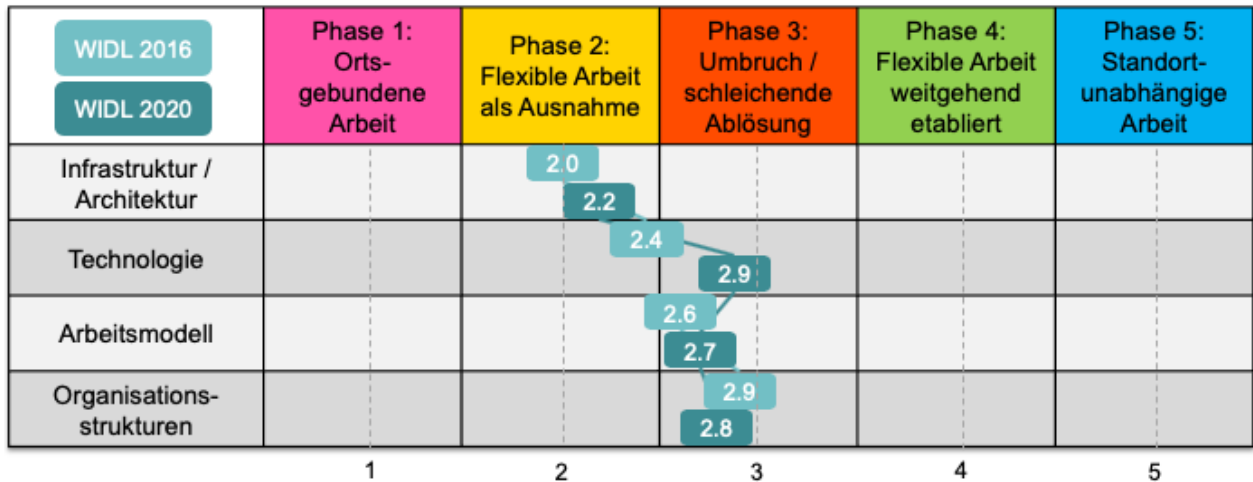 WIDL 2016
WIDL 2020
Phase 1:
Orts-
gebundene
Arbeit
Phase 2:
Flexible Arbeit
als Ausnahme
Phase 3:
Umbruch /
schleichende
Ablösung
Phase 4:
Flexible Arbeit
weitgehend
etabliert
Phase 5:
Standort-
unabhängige
Arbeit
Infrastruktur /
Architektur
2.0
2.2
Technologie
2.4
2.9
Arbeitsmodell
2.6
2.7
Organisations-
strukturen
2.9
2.8
1 2 3 4 5